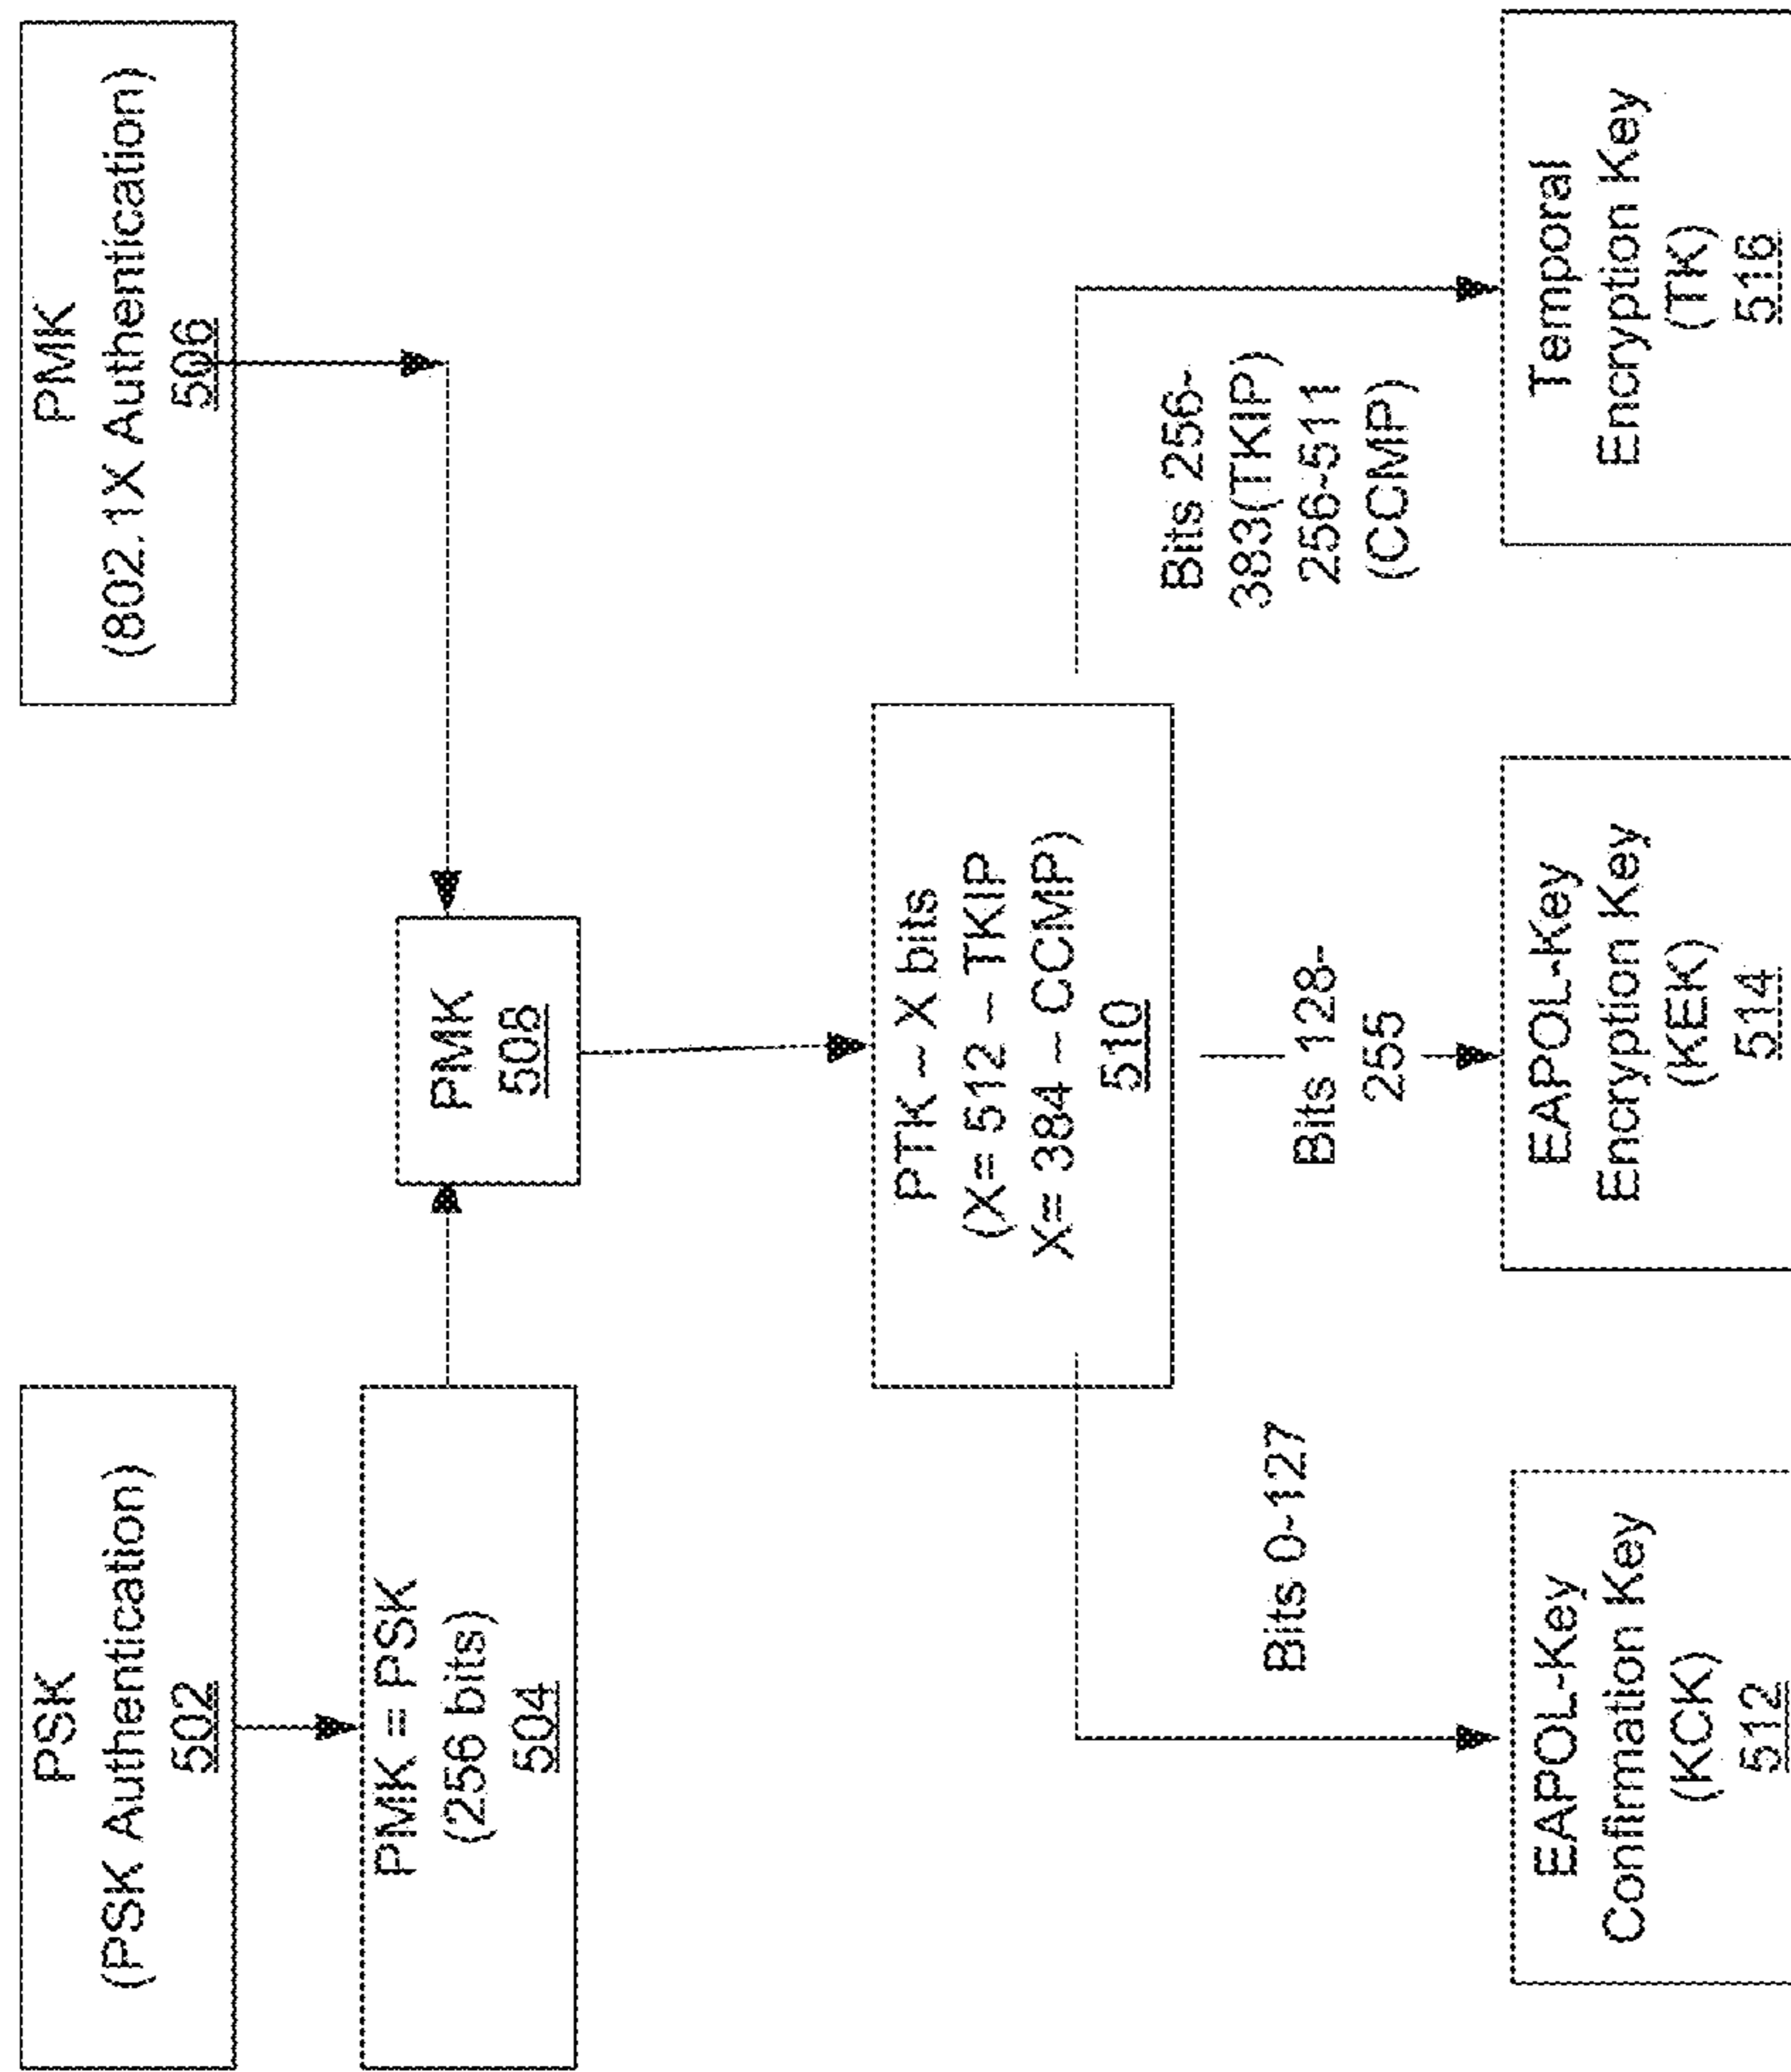 PSK
(PSK Authentication)
502
PMK
(802.1X Authentication)
506
PMK = PSK
(256 bits)
504
PMK
508
PTK – X bits
(X= 512 – TKIP
X= 384 – CCMP)
510
Bits 0-127
Bits 128-
255
Bits 256-
383(TKIP)
256-511
(CCMP)
EAPOL-Key
Confirmation Key
(KCK)
512
EAPOL-Key
Encryption Key
(KEK)
514
Temporal
Encryption Key
(TK)
516